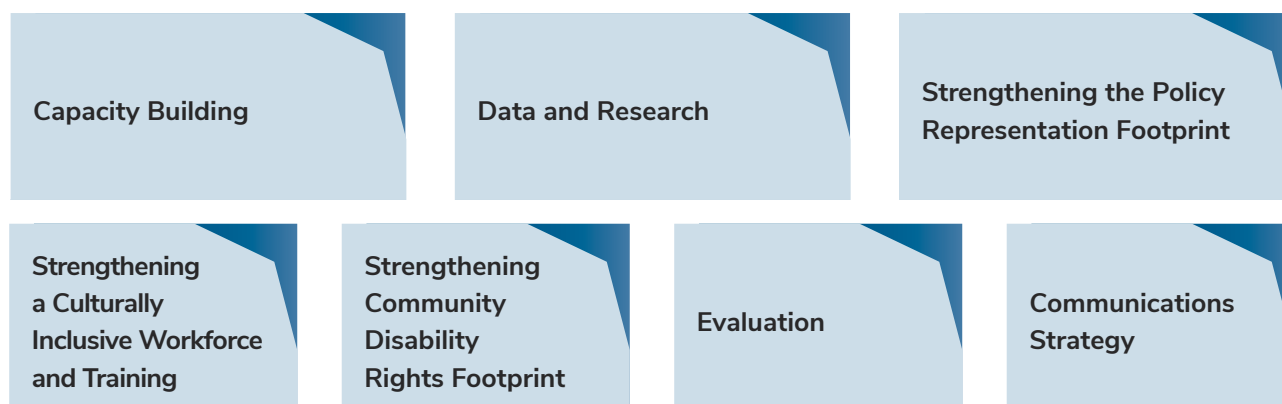 Capacity Building
Data and Research
Strengthening the Policy
Representation Footprint
Strengthening
a Culturally
Inclusive Workforce
and Training
Strengthening
Community
Disability
Rights Footprint
Evaluation
Communications
Strategy